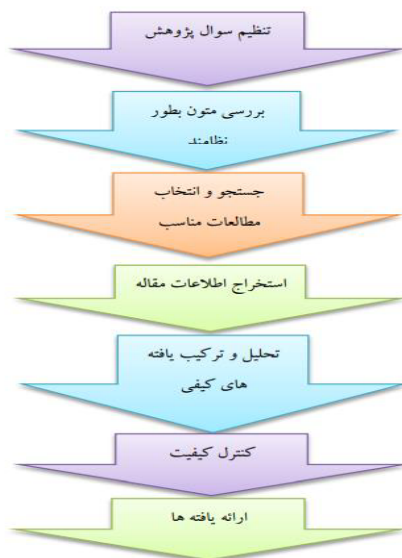 تنظیم سوال پژوهش
بررسی متون بطور
نظامند
جستجو و انتخاب
مطالعات مناسب
استخراج اطلاعات مقاله
تحلیل و ترکیب یافته
های کیفی
کنترل کیفیت
ارائه یافته ها